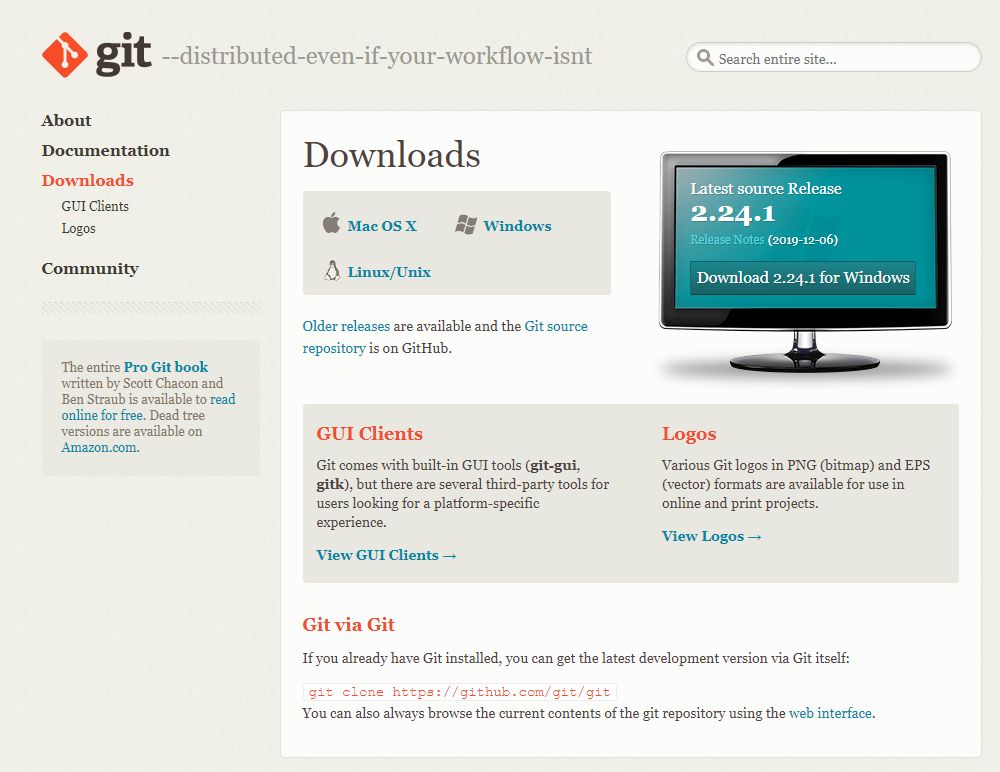 git --distributed-even-if-your-workflow-isnt
Search entire site...
About
Documentation
Downloads
GUI Clients
Logos
Community
The entire Pro Git book
written by Scott Chacon and
Ben Straub is available to read
online for free. Dead tree
versions are available on
Amazon.com.
Downloads
Mac OS X
Windows
Linux/Unix
Older releases are available and the Git source
repository is on GitHub.
Latest source Release
2.24.1
Release Notes (2019-12-06)
Download 2.24.1 for Windows
GUI Clients
Git comes with built-in GUI tools (git-gui,
gitk), but there are several third-party tools for
users looking for a platform-specific
experience.
View GUI Clients →
Logos
Various Git logos in PNG (bitmap) and EPS
(vector) formats are available for use in
online and print projects.
View Logos →
Git via Git
If you already have Git installed, you can get the latest development version via Git itself:
git clone https://github.com/git/git
You can also always browse the current contents of the git repository using the web interface.